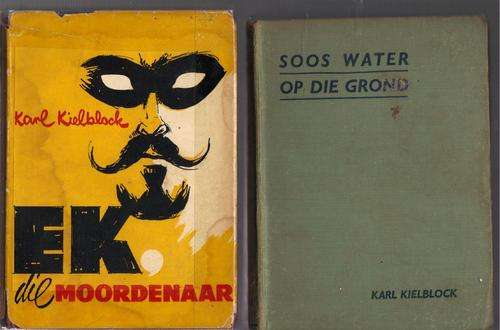 Karl Kielblock
EK,
die MOORDENAAR
SOOS WATER
OP DIE GROND
KARL KIELBLOCK